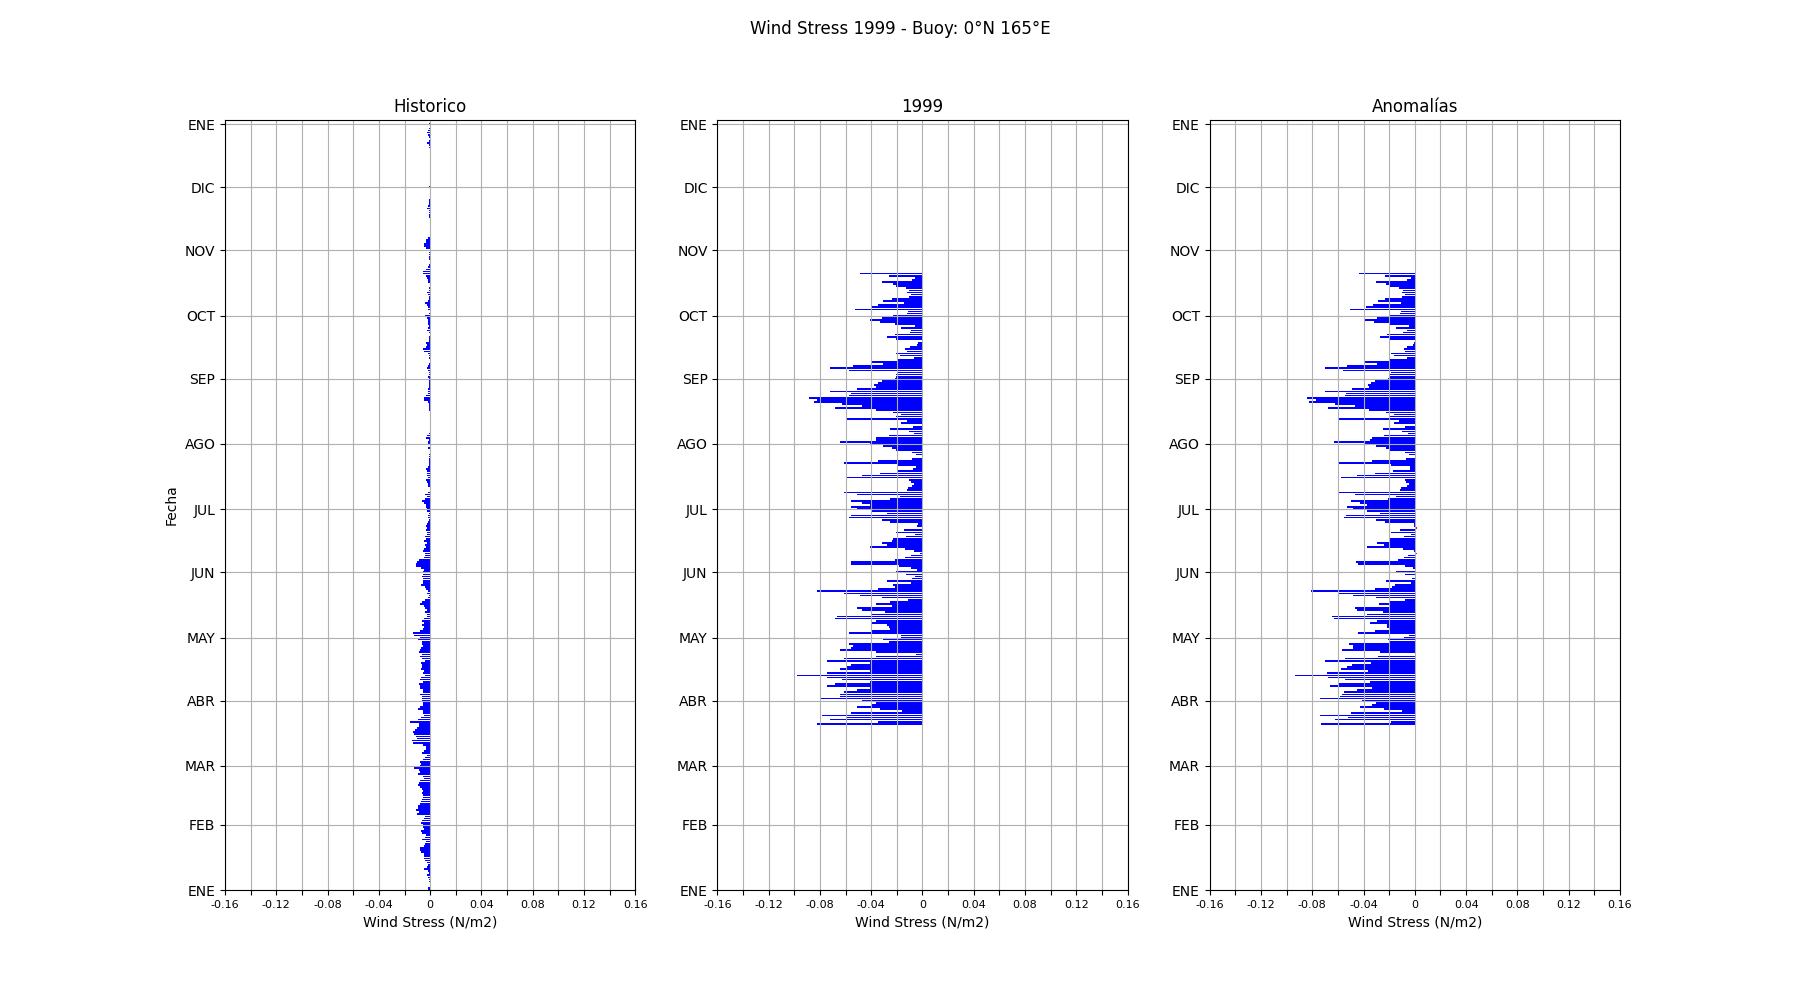 Wind Stress 1999 - Buoy: 0°N 165°E
Historico
ENE
DIC
NOV
OCT
SEP
AGO
JUL
JUN
MAY
ABR
MAR
FEB
ENE
Fecha
-0.16 -0.12 -0.08 -0.04 0 0.04 0.08 0.12 0.16
Wind Stress (N/m2)
1999
ENE
DIC
NOV
OCT
SEP
AGO
JUL
JUN
MAY
ABR
MAR
FEB
ENE
-0.16 -0.12 -0.08 -0.04 0 0.04 0.08 0.12 0.16
Wind Stress (N/m2)
Anomalías
ENE
DIC
NOV
OCT
SEP
AGO
JUL
JUN
MAY
ABR
MAR
FEB
ENE
-0.16 -0.12 -0.08 -0.04 0 0.04 0.08 0.12 0.16
Wind Stress (N/m2)